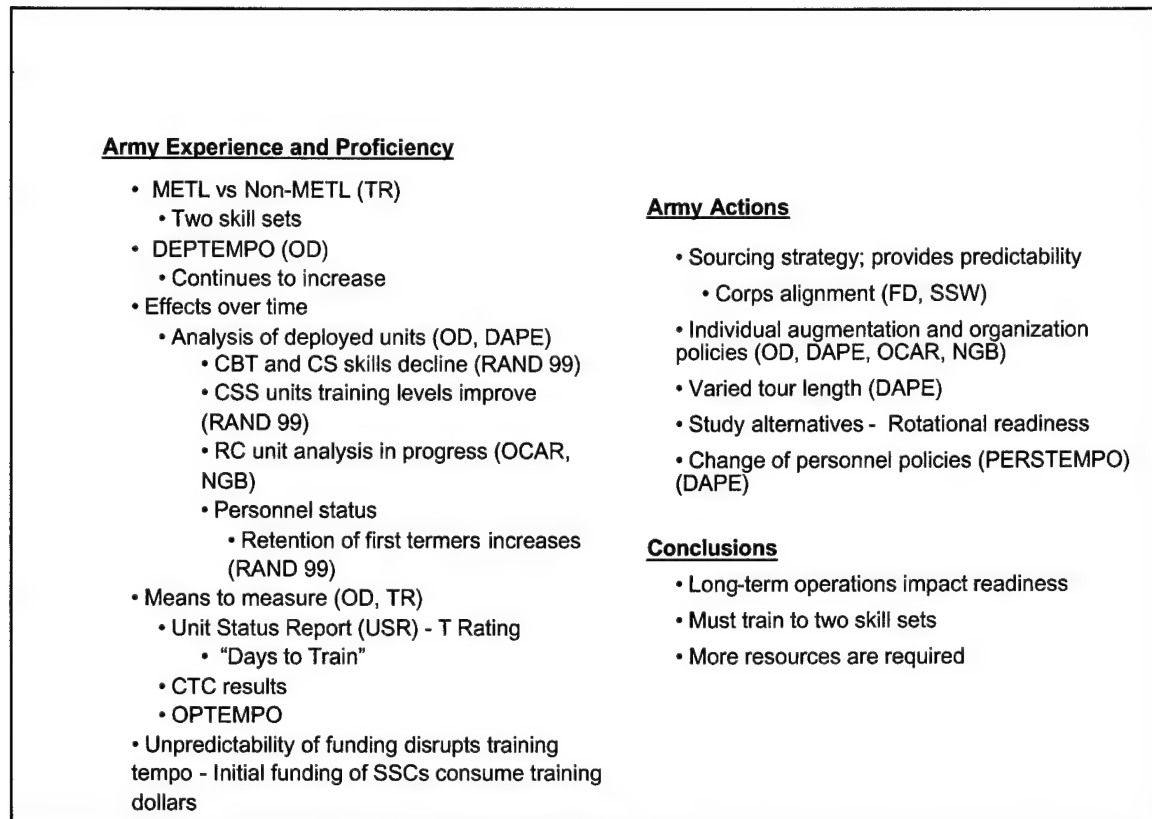 Army Experience and Proficiency
• METL vs Non-METL (TR)
• Two skill sets
• DEPTEMPO (OD)
• Continues to increase
• Effects over time
• Analysis of deployed units (OD, DAPE)
• CBT and CS skills decline (RAND 99)
• CSS units training levels improve
(RAND 99)
• RC unit analysis in progress (OCAR,
NGB)
• Personnel status
• Retention of first termers increases
(RAND 99)
• Means to measure (OD, TR)
• Unit Status Report (USR) - T Rating
• "Days to Train"
• CTC results
• OPTEMPO
• Unpredictability of funding disrupts training
tempo - Initial funding of SSCs consume training
dollars
Army Actions
• Sourcing strategy; provides predictability
• Corps alignment (FD, SSW)
• Individual augmentation and organization
policies (OD, DAPE, OCAR, NGB)
• Varied tour length (DAPE)
• Study alternatives - Rotational readiness
• Change of personnel policies (PERSTEMPO)
(DAPE)
Conclusions
• Long-term operations impact readiness
• Must train to two skill sets
• More resources are required